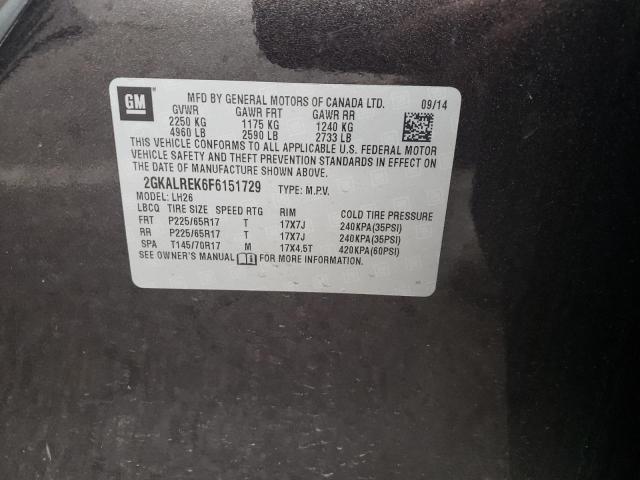 GM
MFD BY GENERAL MOTORS OF CANADA LTD. 09/14
GVWR GAWR FRT GAWR RR
2250 KG 1175 KG 1240 KG
4960 LB 2590 LB 2733 LB
THIS VEHICLE CONFORMS TO ALL APPLICABLE U.S. FEDERAL MOTOR
VEHICLE SAFETY AND THEFT PREVENTION STANDARDS IN EFFECT ON
THE DATE OF MANUFACTURE SHOWN ABOVE.
2GKALREK6F6151729 TYPE: M.P.V.
MODEL: LH26
LBCQ TIRE SIZE SPEED RTG RIM COLD TIRE PRESSURE
FRT P225/65R17 T 17X7J 240KPA(35PSI)
RR P225/65R17 T 17X7J 240KPA(35PSI)
SPA T145/70R17 M 17X4.5T 420KPA(60PSI)
SEE OWNER'S MANUAL FOR MORE INFORMATION.